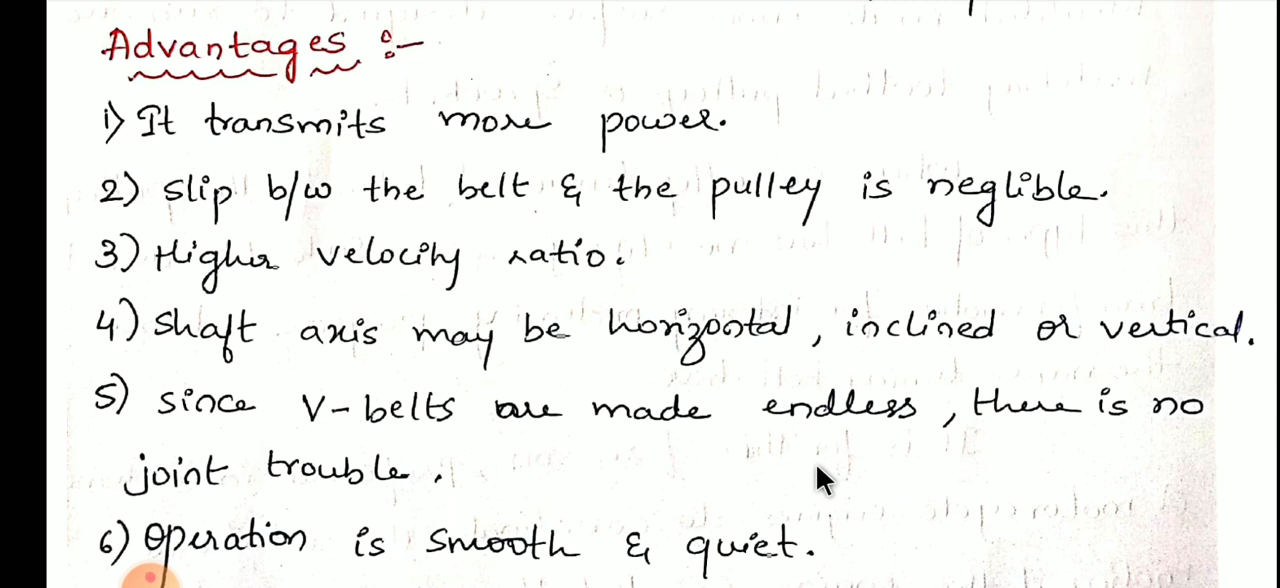 Advantages :-
1) It transmits more power.
2) slip b/w the belt & the pulley is neglible.
3) Higher velocity ratio.
4) shaft axis may be horizontal, inclined or vertical.
5) since V-belts are made endless, there is no
joint trouble.
6) Operation is smooth & quiet.